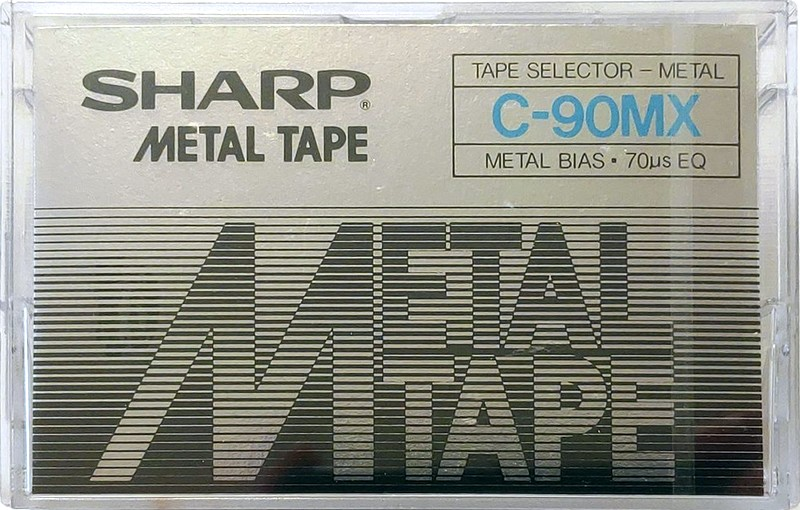 SHARP®
METAL TAPE
TAPE SELECTOR – METAL
C-90MX
METAL BIAS • 70µs EQ
METAL
TAPE